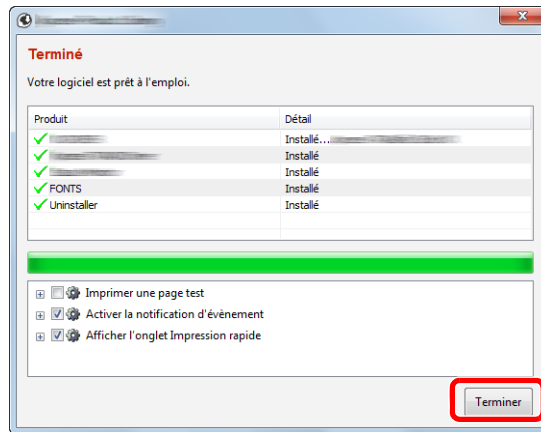 Terminé
Votre logiciel est prêt à l'emploi.
Produit Détail
Installé...
Installé
Installé
FONTS Installé
Uninstaller Installé
Imprimer une page test
Activer la notification d'évènement
Afficher l'onglet Impression rapide
Terminer